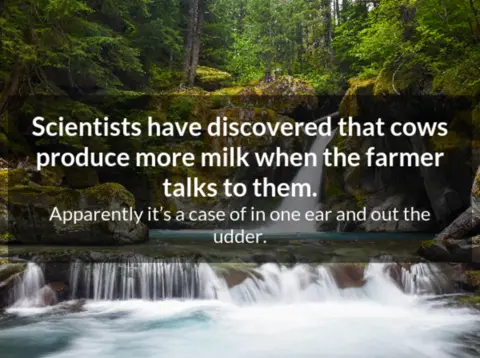 Scientists have discovered that cows
produce more milk when the farmer
talks to them.
Apparently it's a case of in one ear and out the
udder.